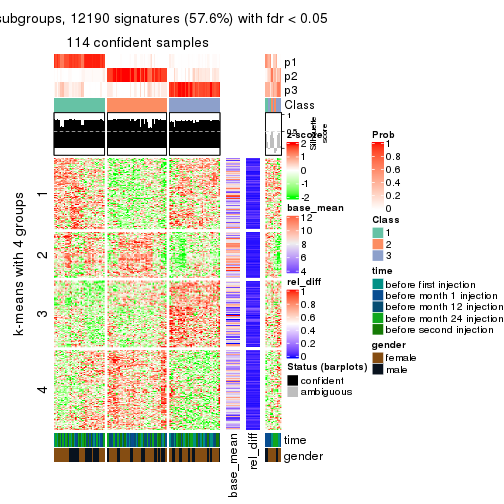 subgroups, 12190 signatures (57.6%) with fdr < 0.05
114 confident samples
p1
p2
p3
Class
1
0.5
0
Silhouette
score
k-means with 4 groups
1
2
3
4
z-score
2
1
0
-1
-2
base_mean
12
10
8
6
4
rel_diff
1
0.8
0.6
0.4
0.2
0
Status (barplots)
confident
ambiguous
Prob
1
0.8
0.6
0.4
0.2
0
Class
1
2
3
time
before first injection
before month 1 injection
before month 12 injection
before month 24 injection
before second injection
gender
female
male
time
gender
base_mean
rel_diff